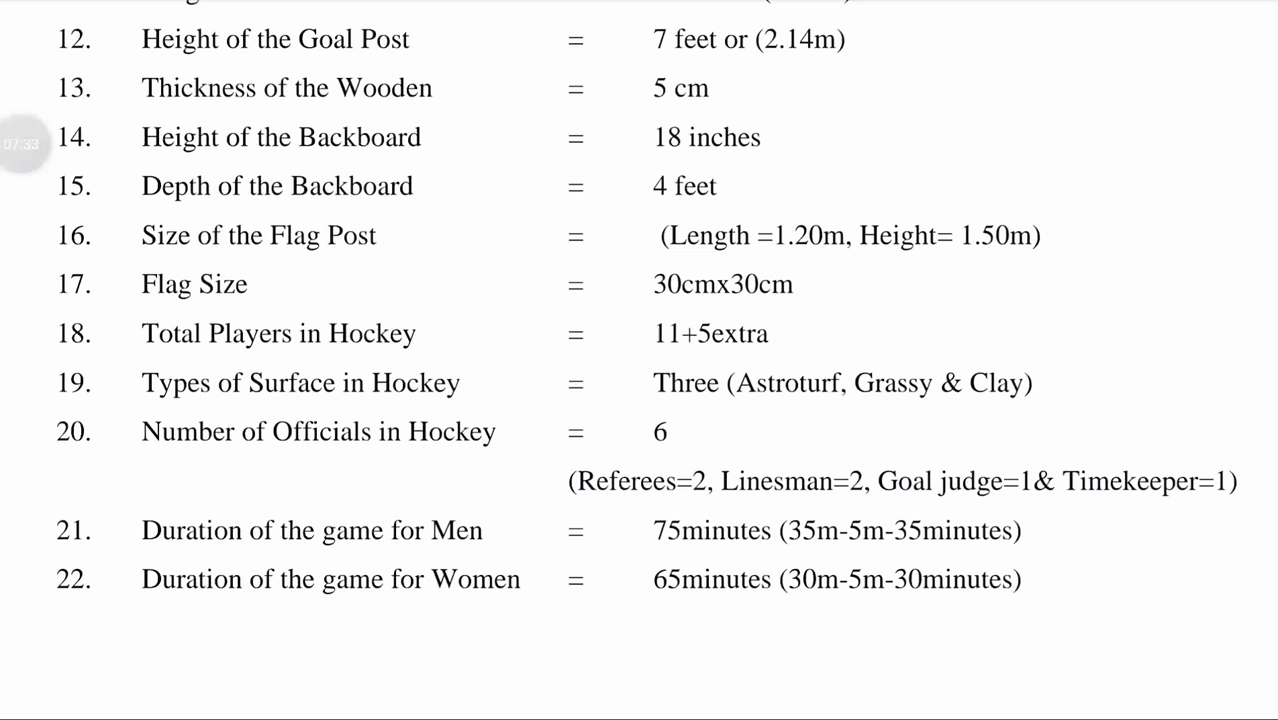 12. Height of the Goal Post = 7 feet or (2.14m)
13. Thickness of the Wooden = 5 cm
07:33
14. Height of the Backboard = 18 inches
15. Depth of the Backboard = 4 feet
16. Size of the Flag Post = (Length =1.20m, Height= 1.50m)
17. Flag Size = 30cmx30cm
18. Total Players in Hockey = 11+5extra
19. Types of Surface in Hockey = Three (Astroturf, Grassy & Clay)
20. Number of Officials in Hockey = 6
(Referees=2, Linesman=2, Goal judge=1& Timekeeper=1)
21. Duration of the game for Men = 75minutes (35m-5m-35minutes)
22. Duration of the game for Women = 65minutes (30m-5m-30minutes)